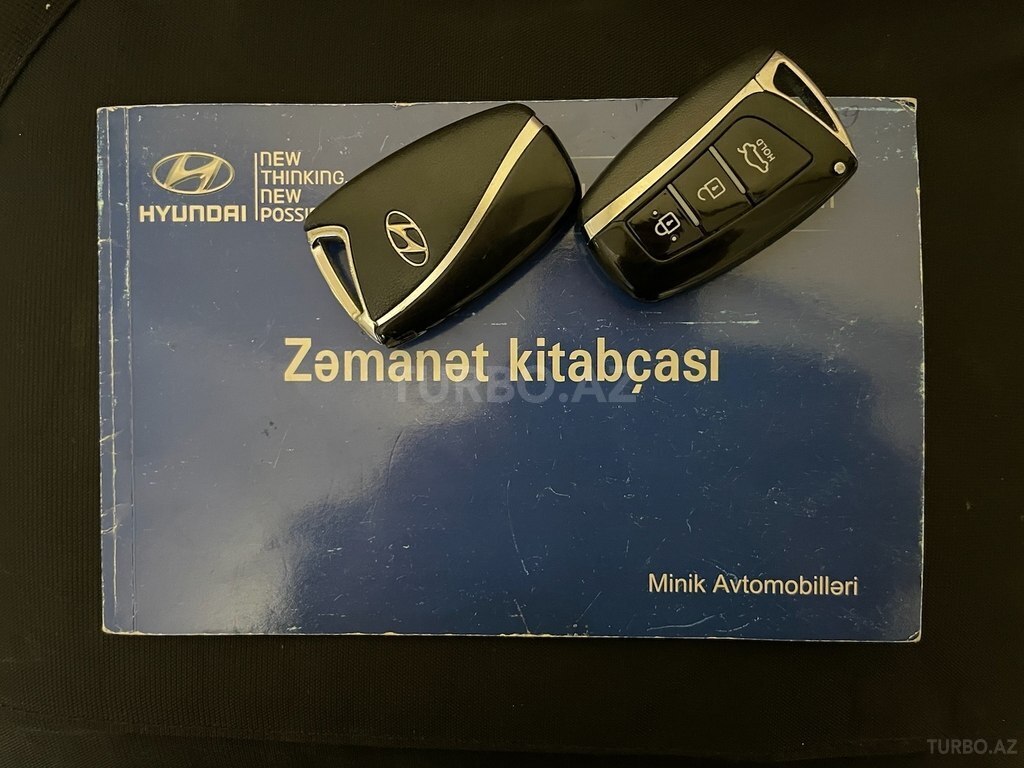 HYUNDAI
NEW
THINKING.
NEW
HOLD
Zəmanət kitabçası
TURBO.AZ
Minik Avtomobilləri
TURBO.AZ